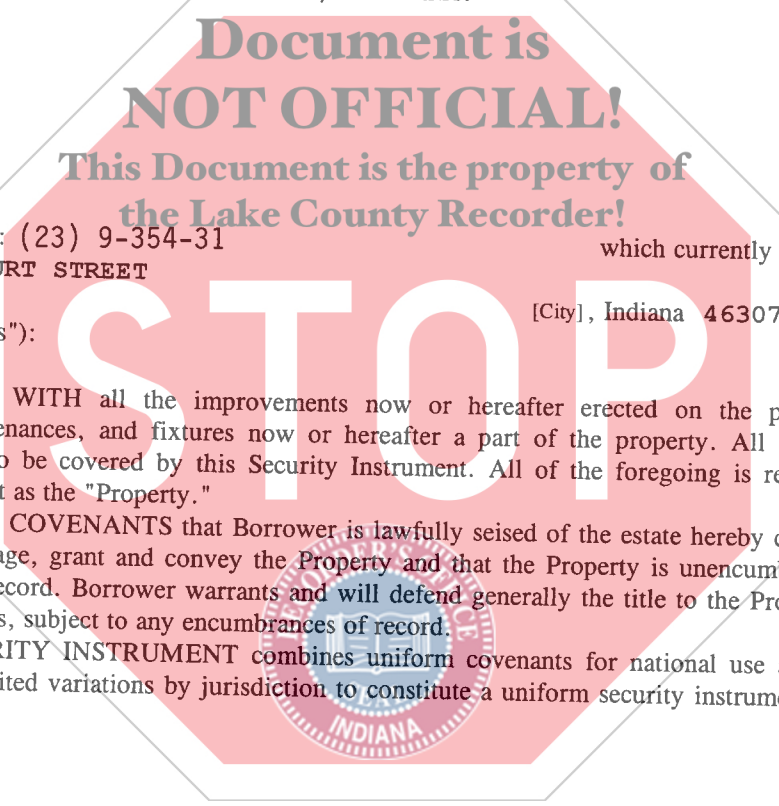 Document is
NOT OFFICIAL!
This Document is the property of
the Lake County Recorder!
: (23) 9-354-31
which currently
URT STREET
[City], Indiana 46307
s"):
STOP
WITH all the improvements now or hereafter erected on the p
enances, and fixtures now or hereafter a part of the property. All
o be covered by this Security Instrument. All of the foregoing is re
t as the "Property."
COVENANTS that Borrower is lawfully seised of the estate hereby c
age, grant and convey the Property and that the Property is unencumb
ecord. Borrower warrants and will defend generally the title to the Pro
s, subject to any encumbrances of record.
RITY INSTRUMENT combines uniform covenants for national use
ited variations by jurisdiction to constitute a uniform security instrume
RECORDER'S OFFICE
SEAL
INDIANA